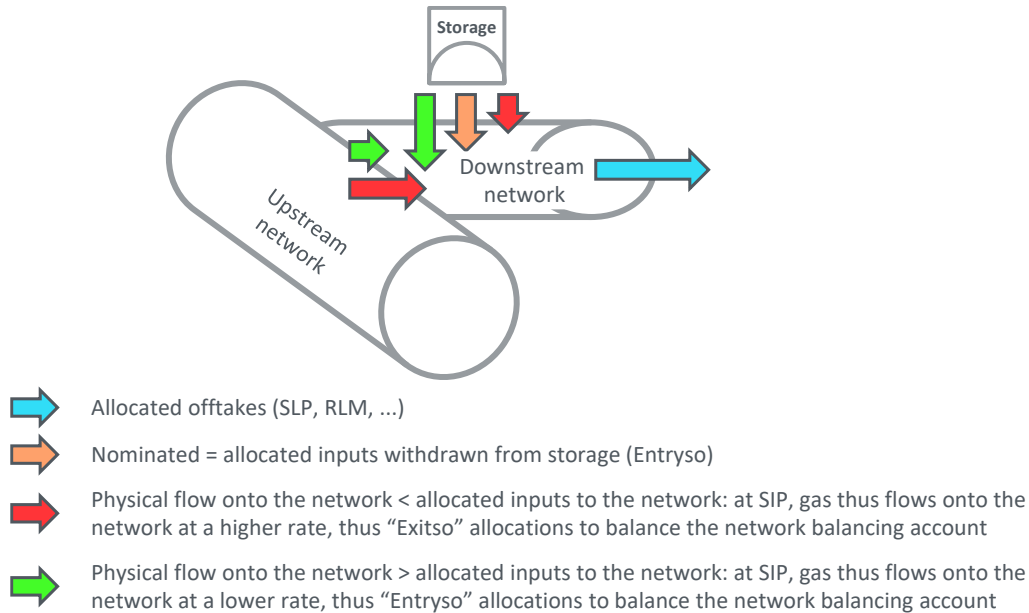 Storage
Downstream
network
Upstream
network
Allocated offtakes (SLP, RLM, ...)
Nominated = allocated inputs withdrawn from storage (Entryso)
Physical flow onto the network < allocated inputs to the network: at SIP, gas thus flows onto the
network at a higher rate, thus “Exitso” allocations to balance the network balancing account
Physical flow onto the network > allocated inputs to the network: at SIP, gas thus flows onto the
network at a lower rate, thus “Entryso” allocations to balance the network balancing account